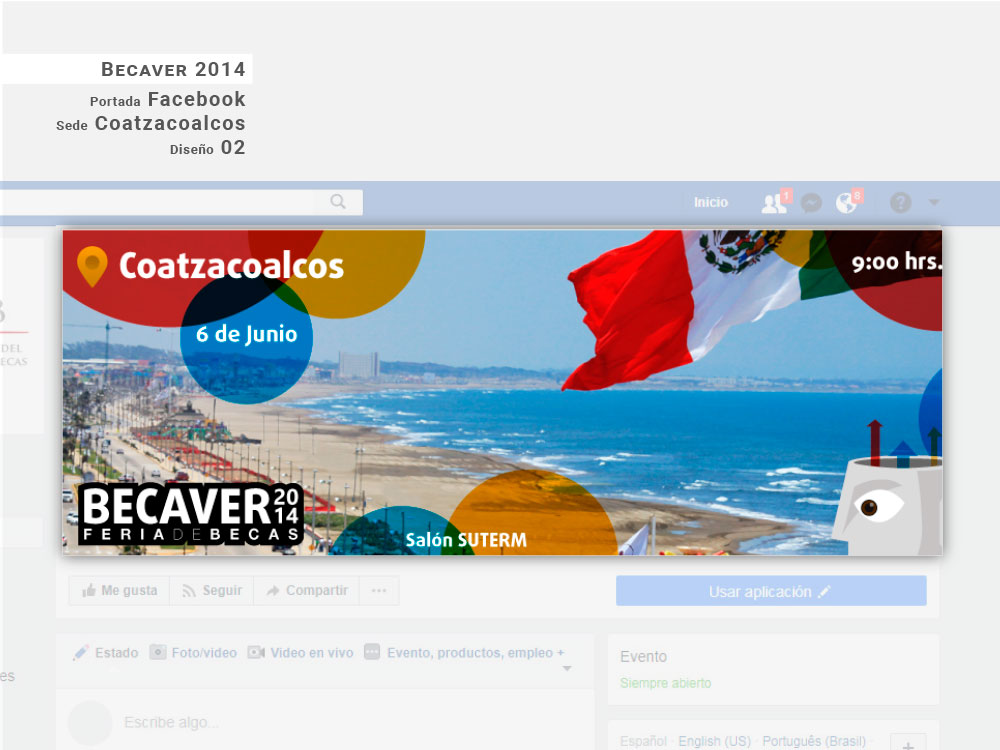 BECAVER 2014
Portada Facebook
Sede Coatzacoalcos
Diseño 02
Inicio
1
8
Coatzacoalcos
9:00 hrs.
6 de Junio
DEL
ECAS
BECAVER 2014
FERIA DE BECAS
Salón SUTERM
Me gusta
Seguir
Compartir
Usar aplicación
Estado
Foto/video
Video en vivo
Evento, productos, empleo +
Evento
Siempre abierto
es
Escribe algo...
Español · English (US) · Português (Brasil) ·
+